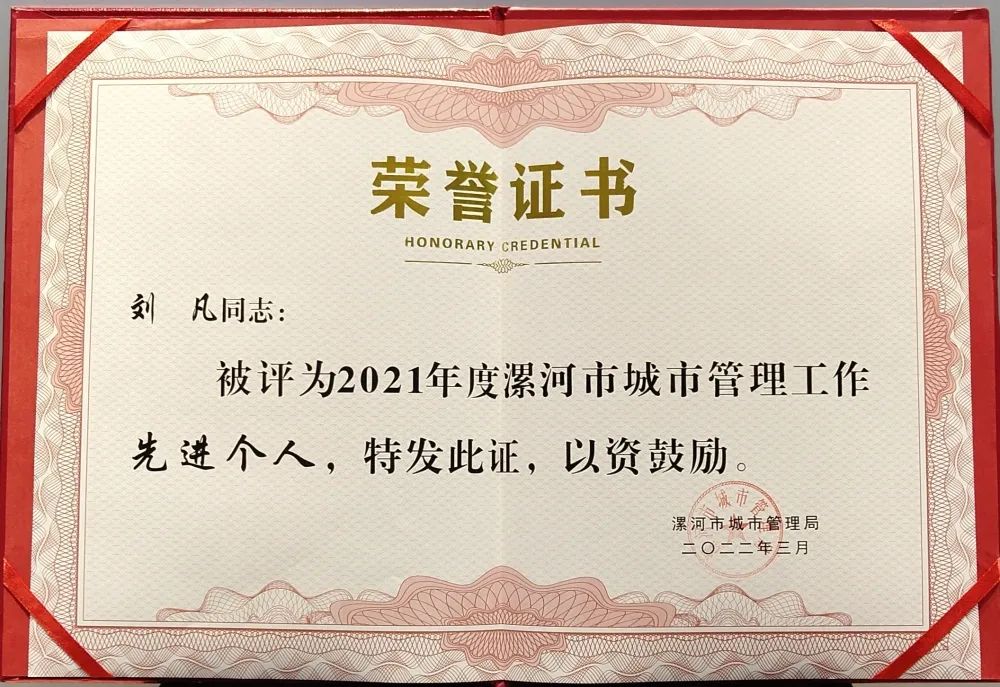 荣誉证书
HONORARY CREDENTIAL
刘 凡同志：
被评为2021年度漯河市城市管理工作
先进个人，特发此证，以资鼓励。
漯河市城市管理局
二〇二二年三月